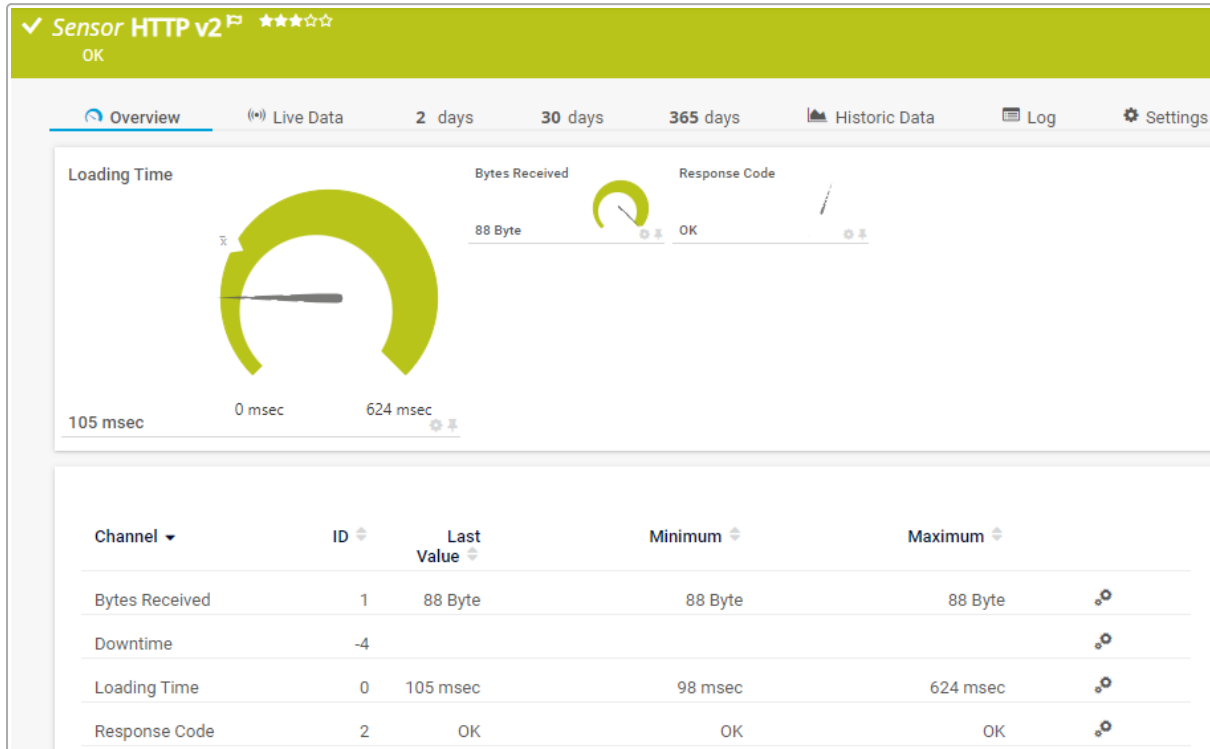 Sensor HTTP v2
OK
Overview Live Data 2 days 30 days 365 days Historic Data Log Settings
Loading Time
x̅
0 msec 624 msec
105 msec
Bytes Received
88 Byte
Response Code
OK
Channel ID Last Value Minimum Maximum
Bytes Received 1 88 Byte 88 Byte 88 Byte
Downtime -4
Loading Time 0 105 msec 98 msec 624 msec
Response Code 2 OK OK OK